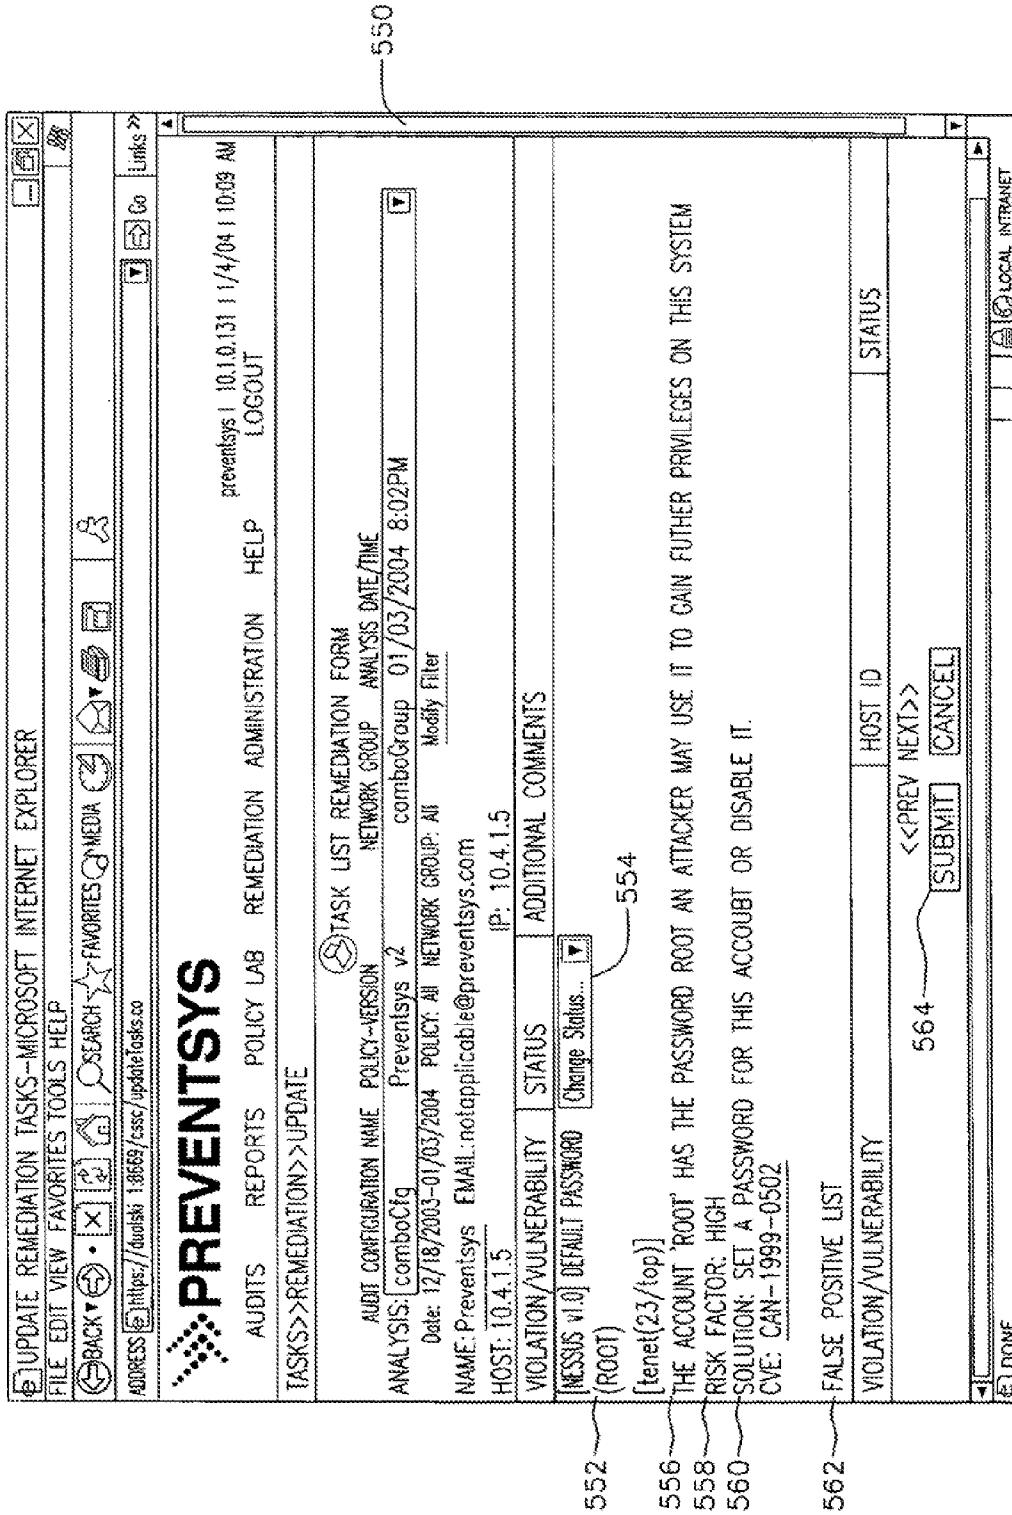 UPDATE REMEDIATION TASKS-MICROSOFT INTERNET EXPLORER
FILE EDIT VIEW FAVORITES TOOLS HELP
BACK SEARCH FAVORITES MEDIA
ADDRESS https://dualski 1:8669/cssc/updateTasks.co Go Links >>
PREVENTSYS
preventsys | 10.1.0.131 | 1/4/04 | 10:09 AM
AUDITS REPORTS POLICY LAB REMEDIATION ADMINISTRATION HELP LOGOUT
TASKS>>REMEDIATION>>UPDATE
TASK LIST REMEDIATION FORM
AUDIT CONFIGURATION NAME POLICY-VERSION NETWORK GROUP ANALYSIS DATE/TIME
ANALYSIS: comboCfg Preventsys v2 comboGroup 01/03/2004 8:02PM
Date: 12/18/2003-01/03/2004 POLICY: All NETWORK GROUP: All Modify Filter
NAME: Preventsys EMAIL: notapplicable@preventsys.com
HOST: 10.4.1.5 IP: 10.4.1.5
VIOLATION/VULNERABILITY STATUS ADDITIONAL COMMENTS
[NESSUS v1.0] DEFAULT PASSWORD Change Status...
(ROOT)
[tenel(23/top)]
THE ACCOUNT 'ROOT' HAS THE PASSWORD ROOT AN ATTACKER MAY USE IT TO GAIN FUTHER PRIVILEGES ON THIS SYSTEM
RISK FACTOR: HIGH
SOLUTION: SET A PASSWORD FOR THIS ACCOUBT OR DISABLE IT.
CVE: CAN-1999-0502
FALSE POSITIVE LIST
VIOLATION/VULNERABILITY HOST ID STATUS
<<PREV NEXT>>
SUBMIT CANCEL
DONE LOCAL INTRANET
550
552
554
556
558
560
562
564